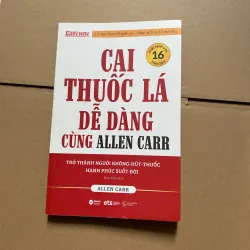 CAI
THUỐC LÁ
DỄ DÀNG
CÙNG ALLEN CARR
16
TRỞ THÀNH NGƯỜI KHÔNG-HÚT-THUỐC
HẠNH PHÚC SUỐT ĐỜI
ALLEN CARR